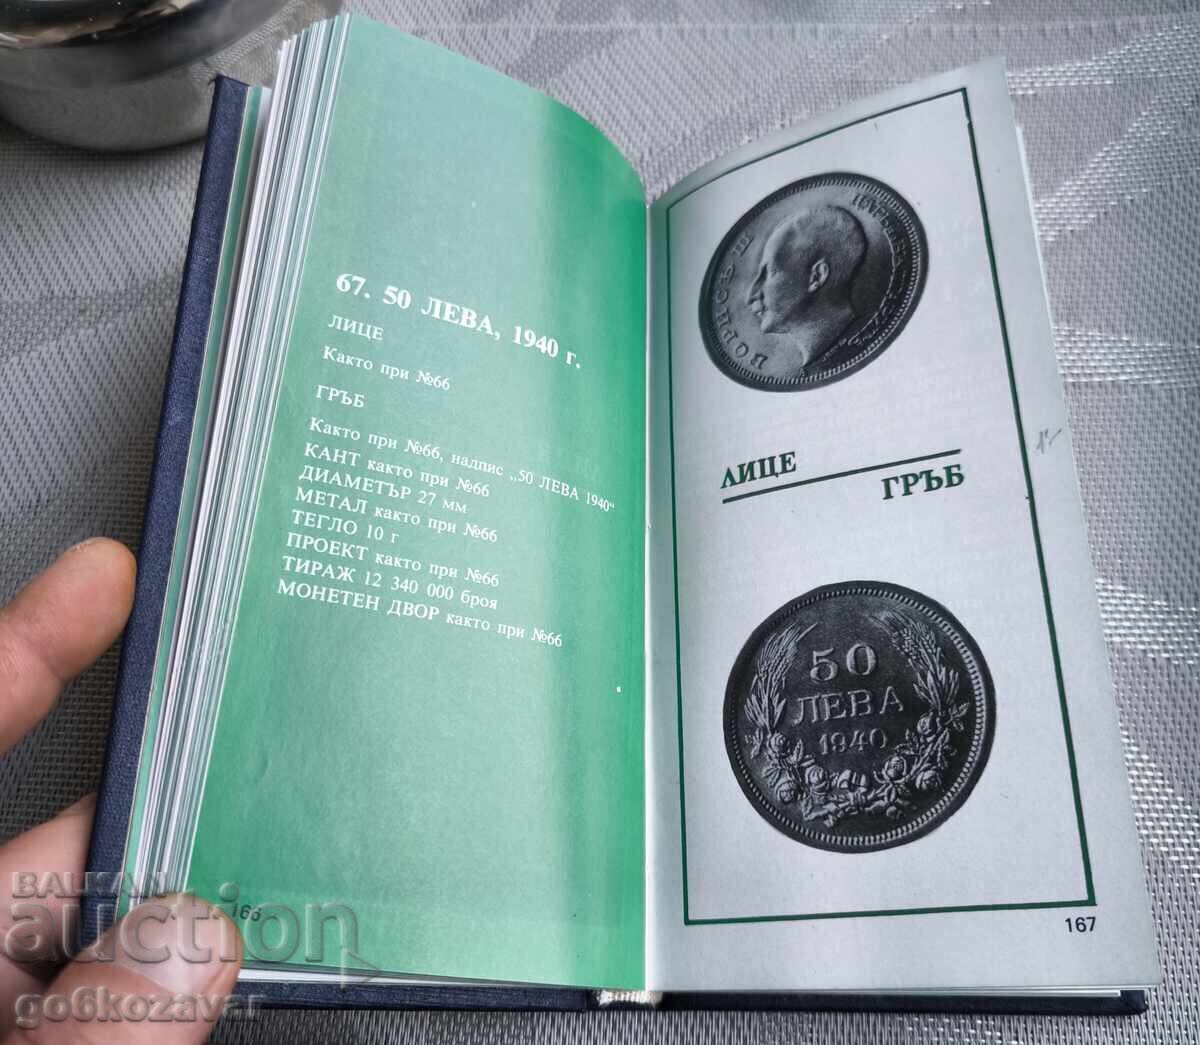 67. 50 ЛЕВА, 1940 г.
ЛИЦЕ
Както при №66
ГРЪБ
Както при №66, надпис „50 ЛЕВА 1940“
КАНТ както при №66
ДИАМЕТЪР 27 мм
МЕТАЛ както при №66
ТЕГЛО 10 г
ПРОЕКТ както при №66
ТИРАЖ 12 340 000 броя
МОНЕТЕН ДВОР както при №66
166
БОРИСЪ III
ЛИЦЕ
ГРЪБ
50
ЛЕВА
1940
167
BALKAN
auction
go6kozavar